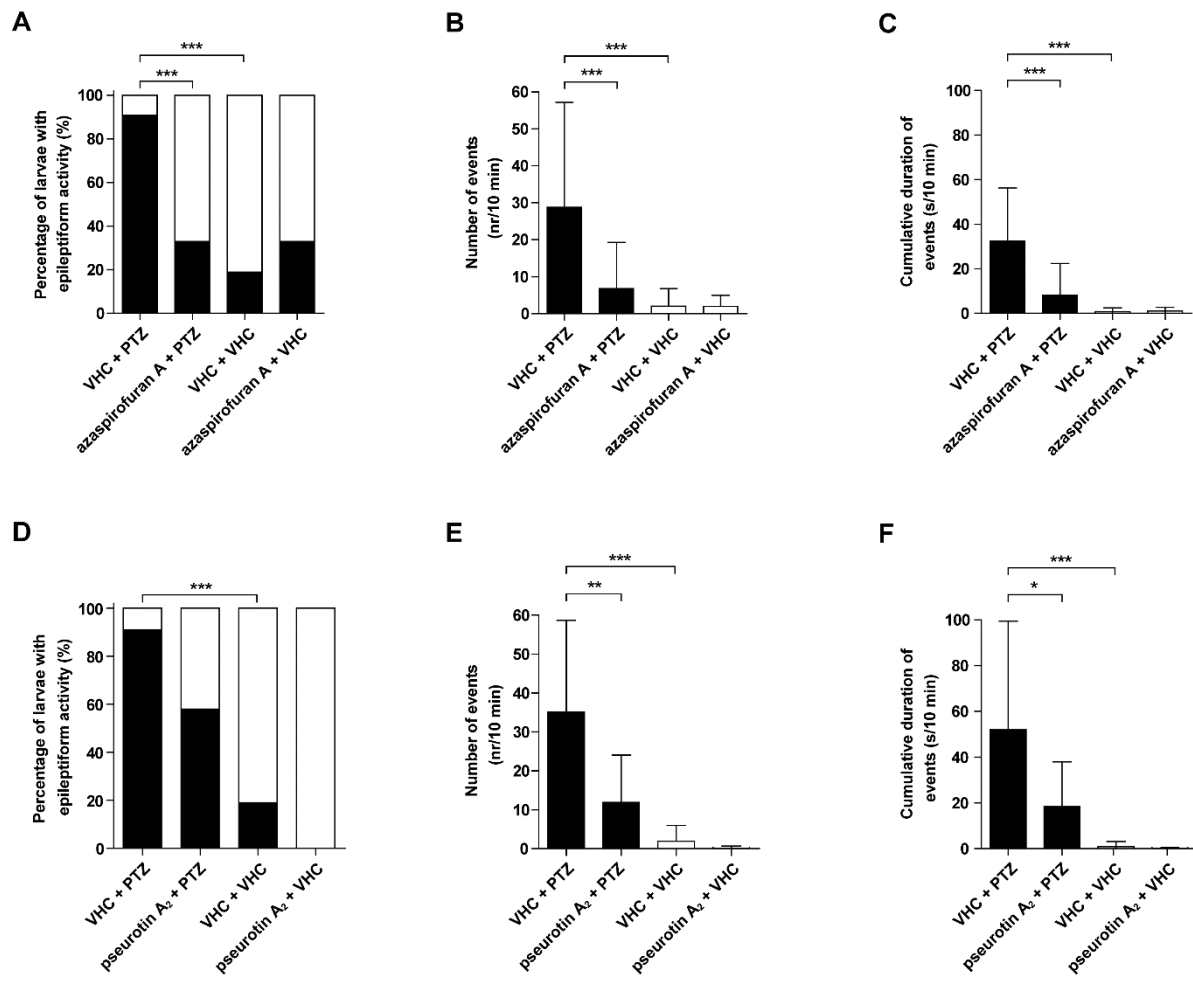 A
Percentage of larvae with
epileptiform activity (%)
100
80
60
40
20
0
***
***
VHC + PTZ
azaspirofuran A + PTZ
VHC + VHC
azaspirofuran A + VHC
B
Number of events
(nr/10 min)
60
50
40
30
20
10
0
***
***
VHC + PTZ
azaspirofuran A + PTZ
VHC + VHC
azaspirofuran A + VHC
C
Cumulative duration of
events (s/10 min)
100
80
60
40
20
0
***
***
VHC + PTZ
azaspirofuran A + PTZ
VHC + VHC
azaspirofuran A + VHC
D
Percentage of larvae with
epileptiform activity (%)
100
80
60
40
20
0
***
VHC + PTZ
pseurotin A₂ + PTZ
VHC + VHC
pseurotin A₂ + VHC
E
Number of events
(nr/10 min)
60
50
40
30
20
10
0
***
**
VHC + PTZ
pseurotin A₂ + PTZ
VHC + VHC
pseurotin A₂ + VHC
F
Cumulative duration of
events (s/10 min)
100
80
60
40
20
0
***
*
VHC + PTZ
pseurotin A₂ + PTZ
VHC + VHC
pseurotin A₂ + VHC